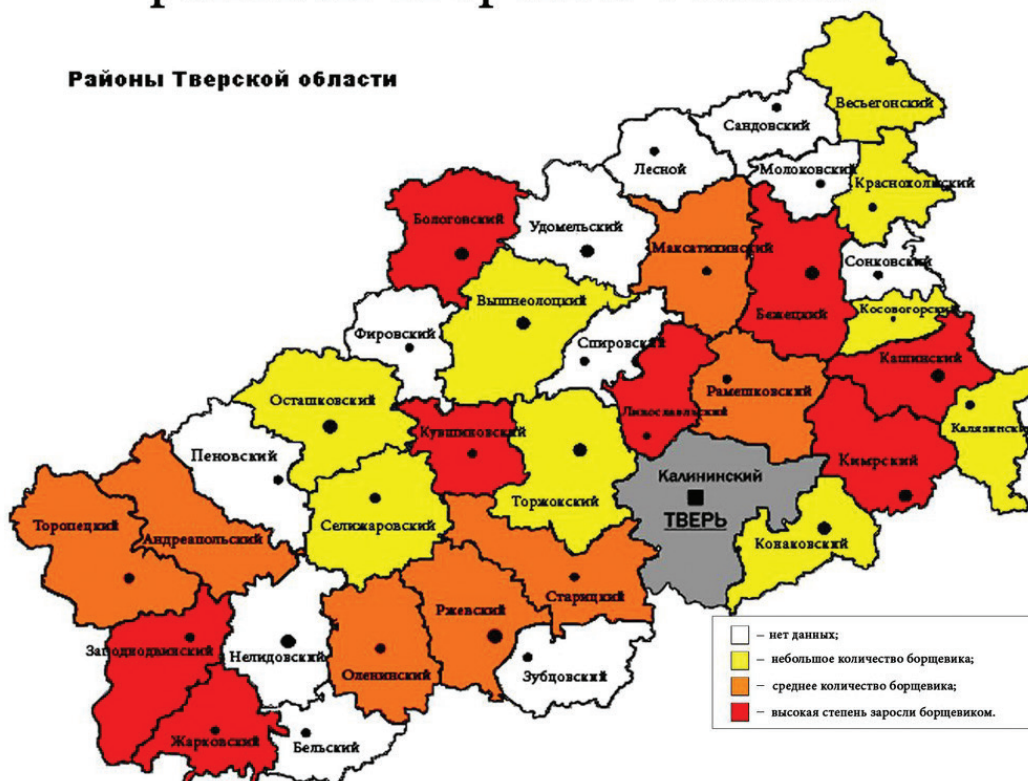 Районы Тверской области
Весьегонский
Сандовский
Лесной
Молоковский
Краснохолмский
Бологовский
Удомельский
Максатихинский
Сонковский
Вышнеолоцкий
Бежецкий
Косовогорский
Фировский
Спировский
Кашинский
Осташковский
Рамешковский
Ликославльский
Калязинский
Кувшиновский
Пеновский
Калининский
Кимрский
ТВЕРЬ
Торжокский
Селижаровский
Торопецкий
Андреапольский
Конаковский
Старицкий
Ржевский
Западнодвинский
Нелидовский
Оленинский
Зубцовский
Жарковский
Бельский
– нет данных;
– небольшое количество борщевика;
– среднее количество борщевика;
– высокая степень заросли борщевиком.